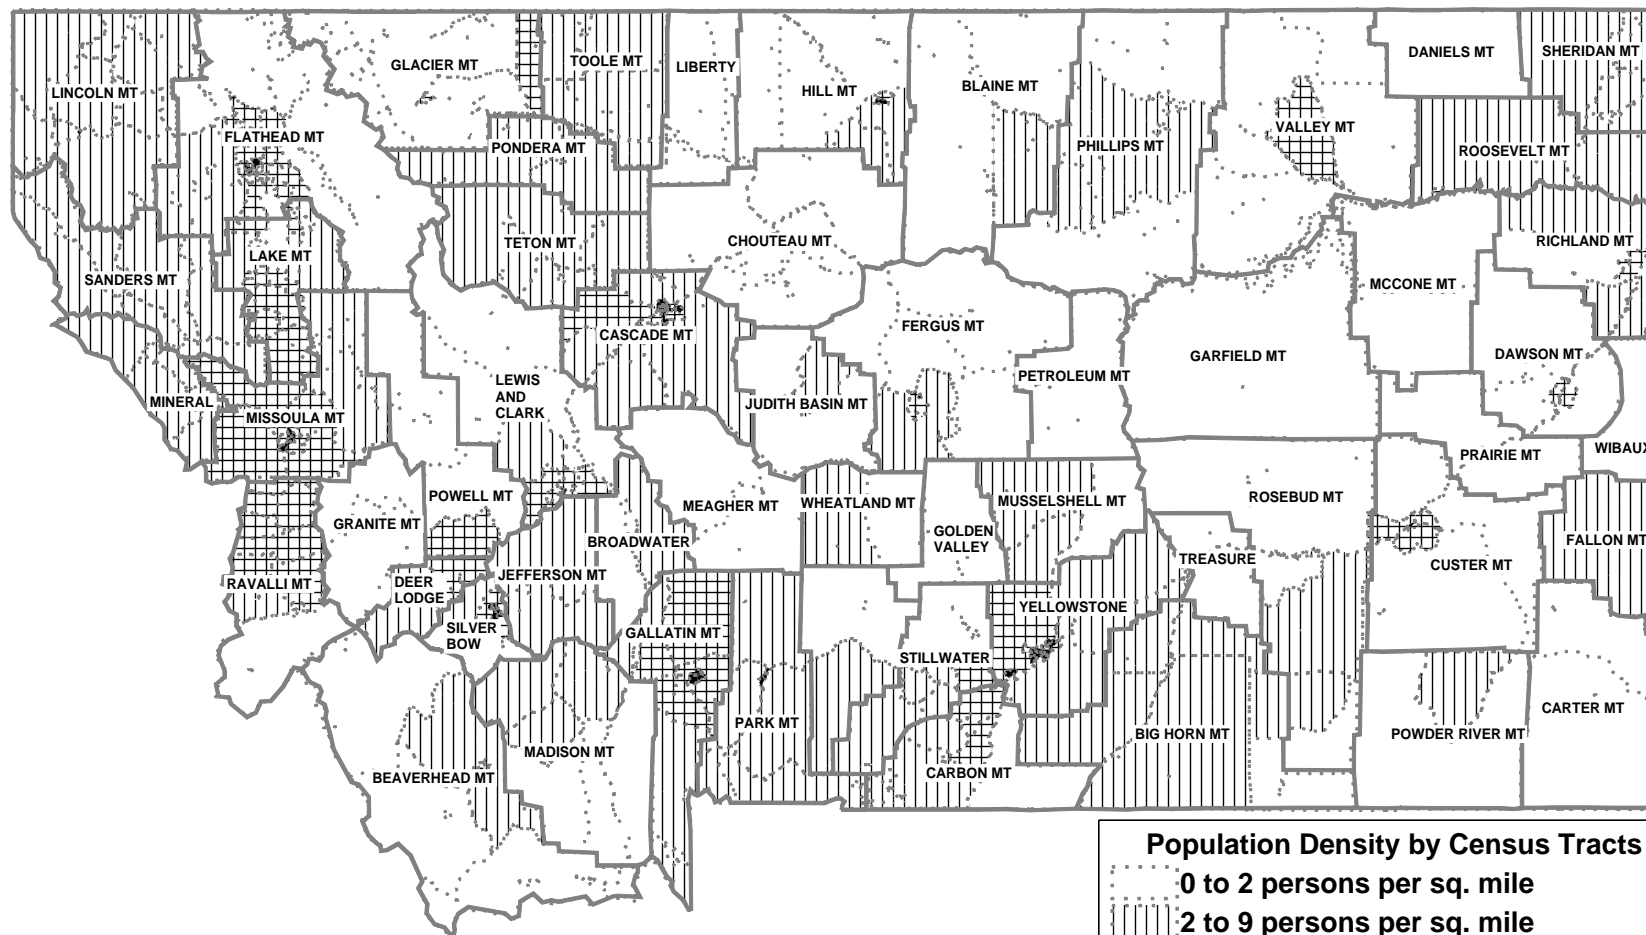 DANIELS MT
SHERIDAN MT
GLACIER MT
TOOLE MT
LIBERTY
LINCOLN MT
HILL MT
BLAINE MT
FLATHEAD MT
VALLEY MT
PONDERA MT
PHILLIPS MT
ROOSEVELT MT
TETON MT
CHOUTEAU MT
RICHLAND MT
LAKE MT
SANDERS MT
MCCONE MT
CASCADE MT
FERGUS MT
GARFIELD MT
DAWSON MT
PETROLEUM MT
LEWIS
AND
CLARK
MINERAL
MISSOULA MT
JUDITH BASIN MT
PRAIRIE MT
WIBAUX
POWELL MT
MEAGHER MT
WHEATLAND MT
MUSSELSHELL MT
ROSEBUD MT
GRANITE MT
BROADWATER
GOLDEN
VALLEY
TREASURE
FALLON MT
CUSTER MT
RAVALLI MT
DEER
LODGE
JEFFERSON MT
YELLOWSTONE
SILVER
BOW
GALLATIN MT
STILLWATER
CARTER MT
PARK MT
BIG HORN MT
POWDER RIVER MT
MADISON MT
BEAVERHEAD MT
CARBON MT
Population Density by Census Tracts
0 to 2 persons per sq. mile
2 to 9 persons per sq. mile